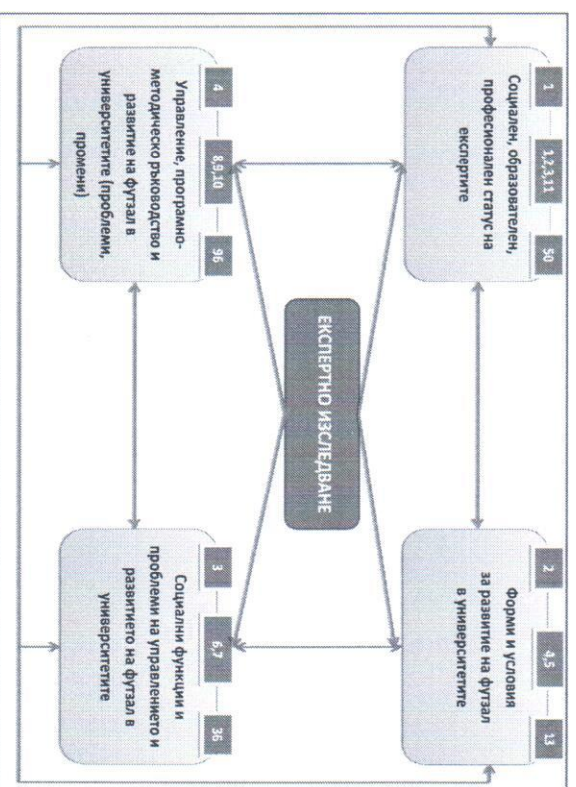 1
1,2,3,11
50
Социален, образователен,
професионален статус на
експертите
2
4,5
13
Форми и условия
за развитие на футзал
в университетите
ЕКСПЕРТНО ИЗСЛЕДВАНЕ
4
8,9,10
96
Управление, програмно-
методическо ръководство и
развитие на футзал в
университетите (проблеми,
промени)
3
6,7
36
Социални функции и
проблеми на управлението и
развитието на футзал в
университетите